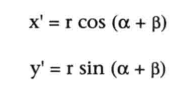 x' = r cos (α + β)
y' = r sin (α + β)